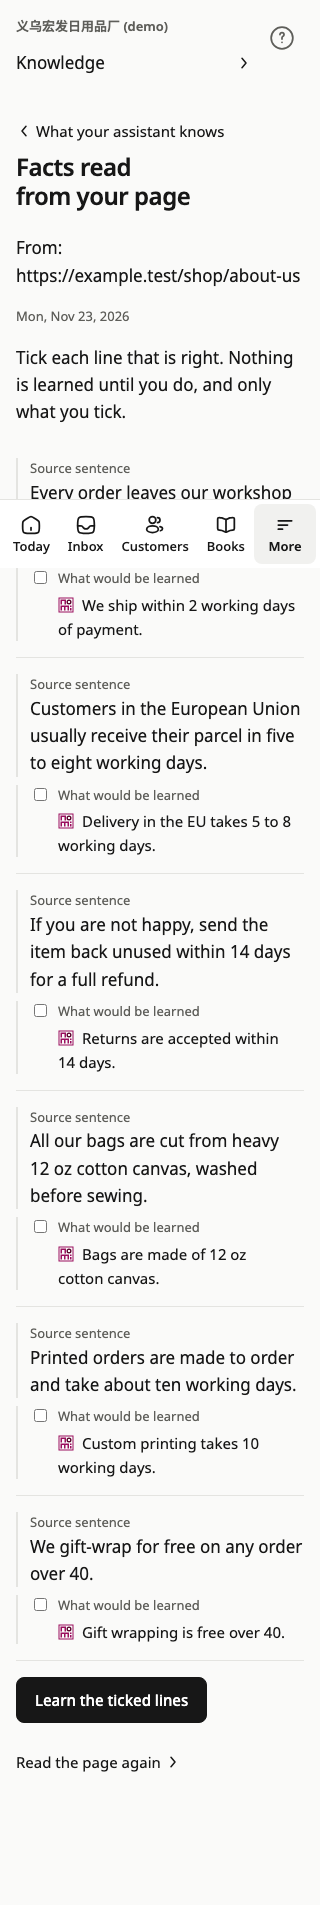 义乌宏发日用品厂 (demo)
Knowledge
What your assistant knows
Facts read
from your page
From:
https://example.test/shop/about-us
Mon, Nov 23, 2026
Tick each line that is right. Nothing
is learned until you do, and only
what you tick.
Source sentence
Every order leaves our workshop
Today
Inbox
Customers
Books
More
What would be learned
We ship within 2 working days
of payment.
Source sentence
Customers in the European Union
usually receive their parcel in five
to eight working days.
What would be learned
Delivery in the EU takes 5 to 8
working days.
Source sentence
If you are not happy, send the
item back unused within 14 days
for a full refund.
What would be learned
Returns are accepted within
14 days.
Source sentence
All our bags are cut from heavy
12 oz cotton canvas, washed
before sewing.
What would be learned
Bags are made of 12 oz
cotton canvas.
Source sentence
Printed orders are made to order
and take about ten working days.
What would be learned
Custom printing takes 10
working days.
Source sentence
We gift-wrap for free on any order
over 40.
What would be learned
Gift wrapping is free over 40.
Learn the ticked lines
Read the page again